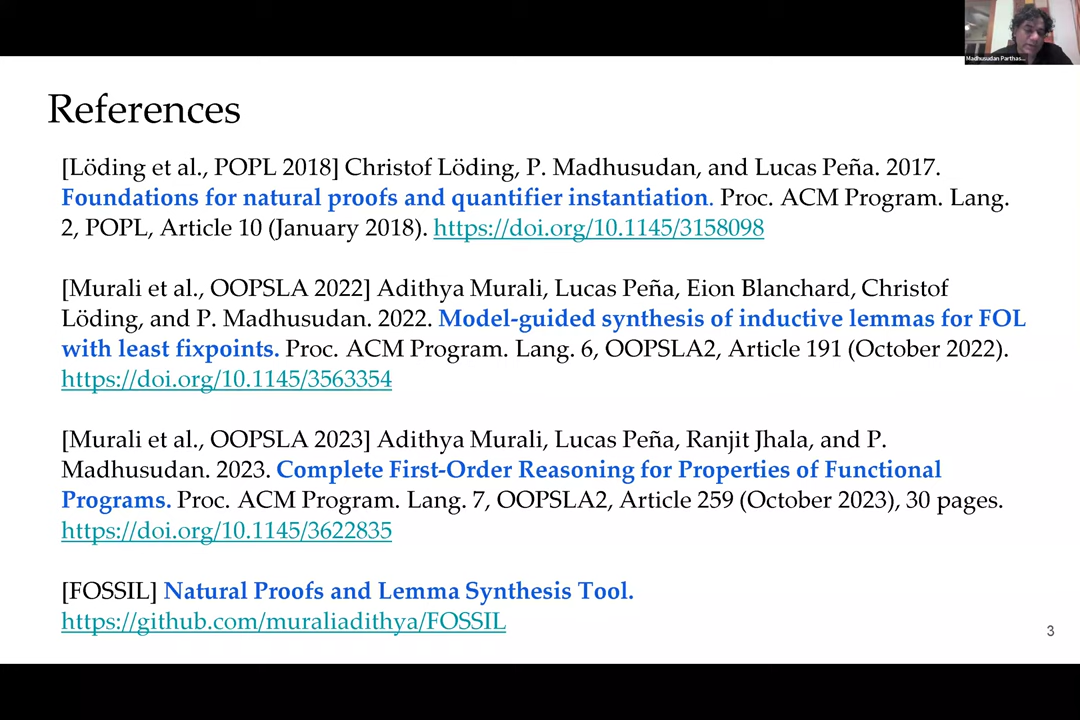 Madhusudan Parthas...
References
[Löding et al., POPL 2018] Christof Löding, P. Madhusudan, and Lucas Peña. 2017.
Foundations for natural proofs and quantifier instantiation. Proc. ACM Program. Lang.
2, POPL, Article 10 (January 2018). https://doi.org/10.1145/3158098
[Murali et al., OOPSLA 2022] Adithya Murali, Lucas Peña, Eion Blanchard, Christof
Löding, and P. Madhusudan. 2022. Model-guided synthesis of inductive lemmas for FOL
with least fixpoints. Proc. ACM Program. Lang. 6, OOPSLA2, Article 191 (October 2022).
https://doi.org/10.1145/3563354
[Murali et al., OOPSLA 2023] Adithya Murali, Lucas Peña, Ranjit Jhala, and P.
Madhusudan. 2023. Complete First-Order Reasoning for Properties of Functional
Programs. Proc. ACM Program. Lang. 7, OOPSLA2, Article 259 (October 2023), 30 pages.
https://doi.org/10.1145/3622835
[FOSSIL] Natural Proofs and Lemma Synthesis Tool.
https://github.com/muraliadithya/FOSSIL
3